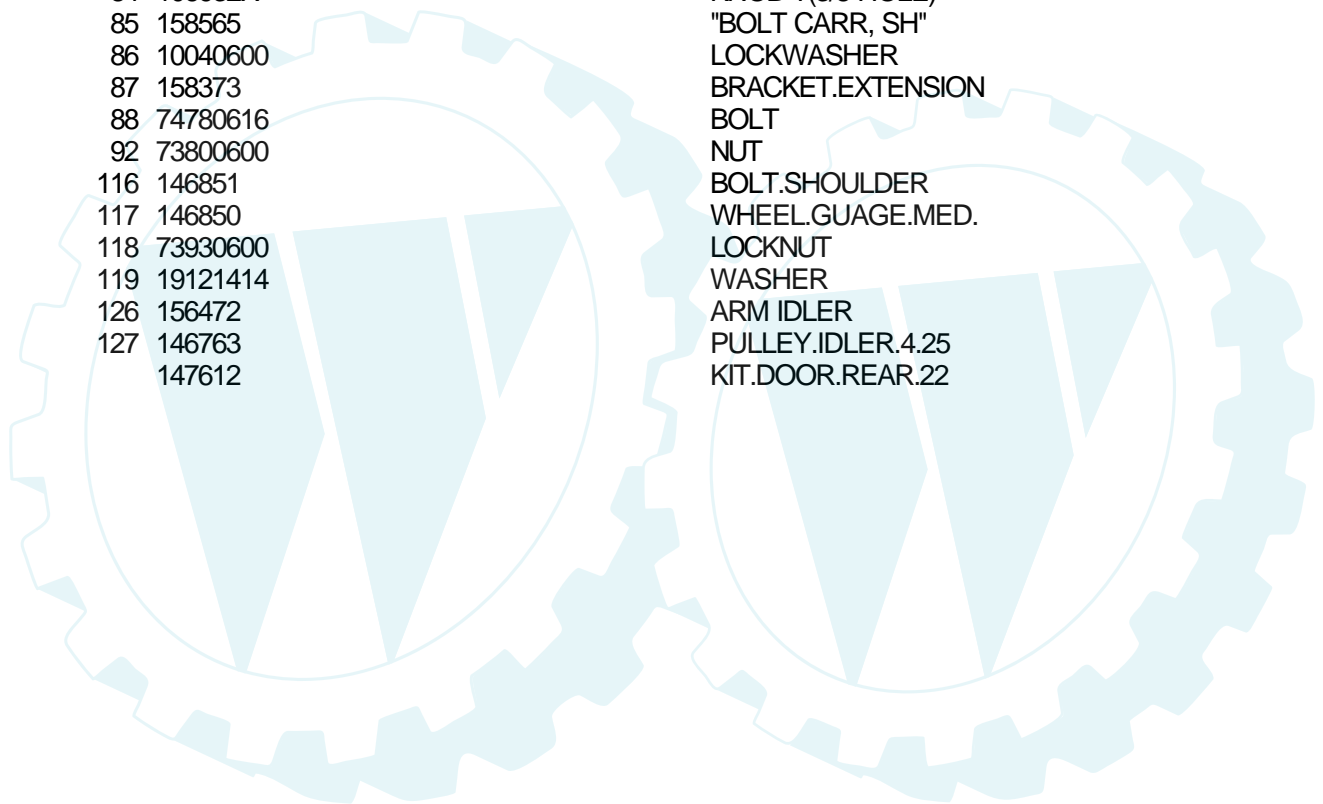 85 158565 "BOLT CARR, SH"
86 10040600 LOCKWASHER
87 158373 BRACKET.EXTENSION
88 74780616 BOLT
92 73800600 NUT
116 146851 BOLT.SHOULDER
117 146850 WHEEL.GUAGE.MED.
118 73930600 LOCKNUT
119 19121414 WASHER
126 156472 ARM IDLER
127 146763 PULLEY.IDLER.4.25
147612 KIT.DOOR.REAR.22